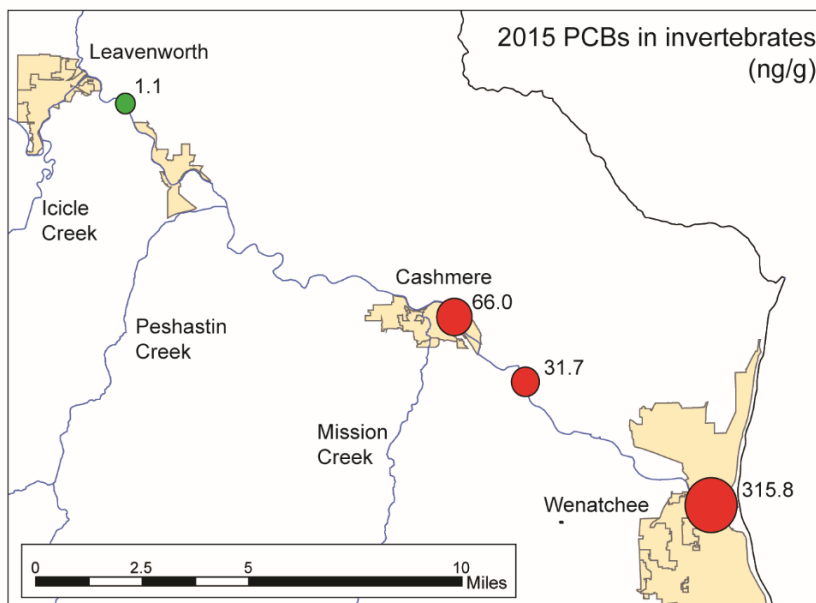 2015 PCBs in invertebrates
(ng/g)
Leavenworth
1.1
Icicle
Creek
Peshastin
Creek
Cashmere
66.0
31.7
Mission
Creek
Wenatchee
315.8
0 2.5 5 10
Miles